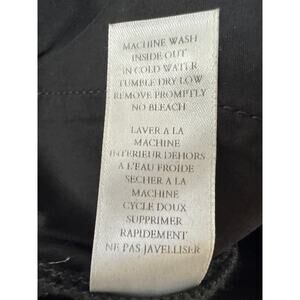 MACHINE WASH
INSIDE OUT
IN COLD WATER
TUMBLE DRY LOW
REMOVE PROMPTLY
NO BLEACH
LAVER A LA
MACHINE
INTERIEUR DEHORS
A L'EAU FROIDE
SECHER A LA
MACHINE
CYCLE DOUX
SUPPRIMER
RAPIDEMENT
NE PAS JAVELLISER